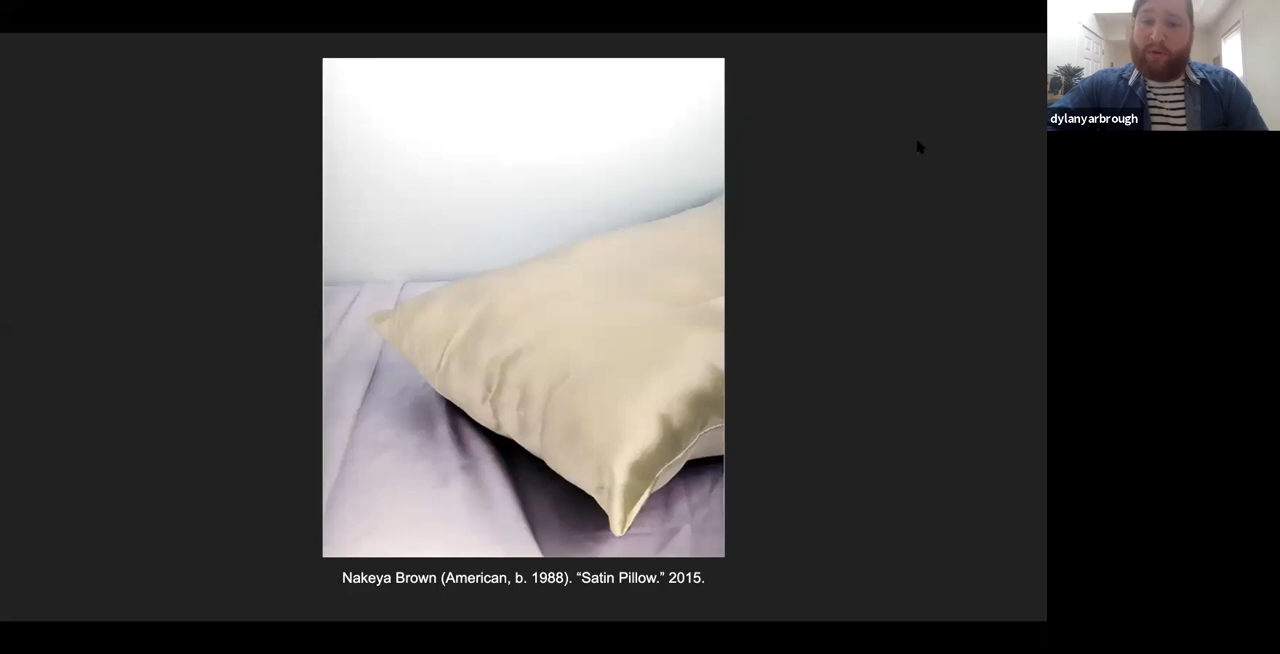 dylanyarbrough
Nakeya Brown (American, b. 1988). “Satin Pillow.” 2015.